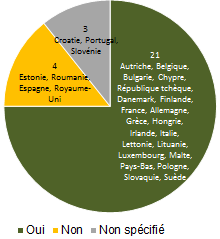 3
Croatie, Portugal,
Slovénie
4
Estonie, Roumanie,
Espagne, Royaume-
Uni
21
Autriche, Belgique,
Bulgarie, Chypre,
République tchèque,
Danemark, Finlande,
France, Allemagne,
Grèce, Hongrie,
Irlande, Italie,
Lettonie, Lituanie,
Luxembourg, Malte,
Pays-Bas, Pologne,
Slovaquie, Suède
Oui Non Non spécifié